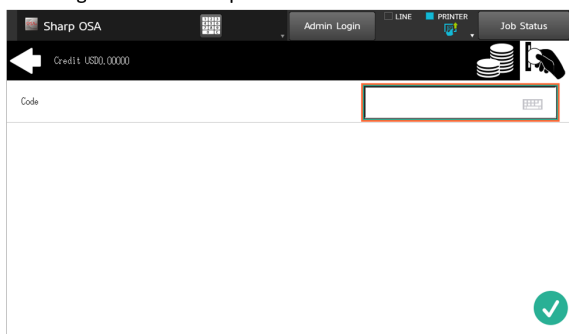 Sharp OSA
Admin Login
LINE
PRINTER
Job Status
Credit USD0.00000
Code